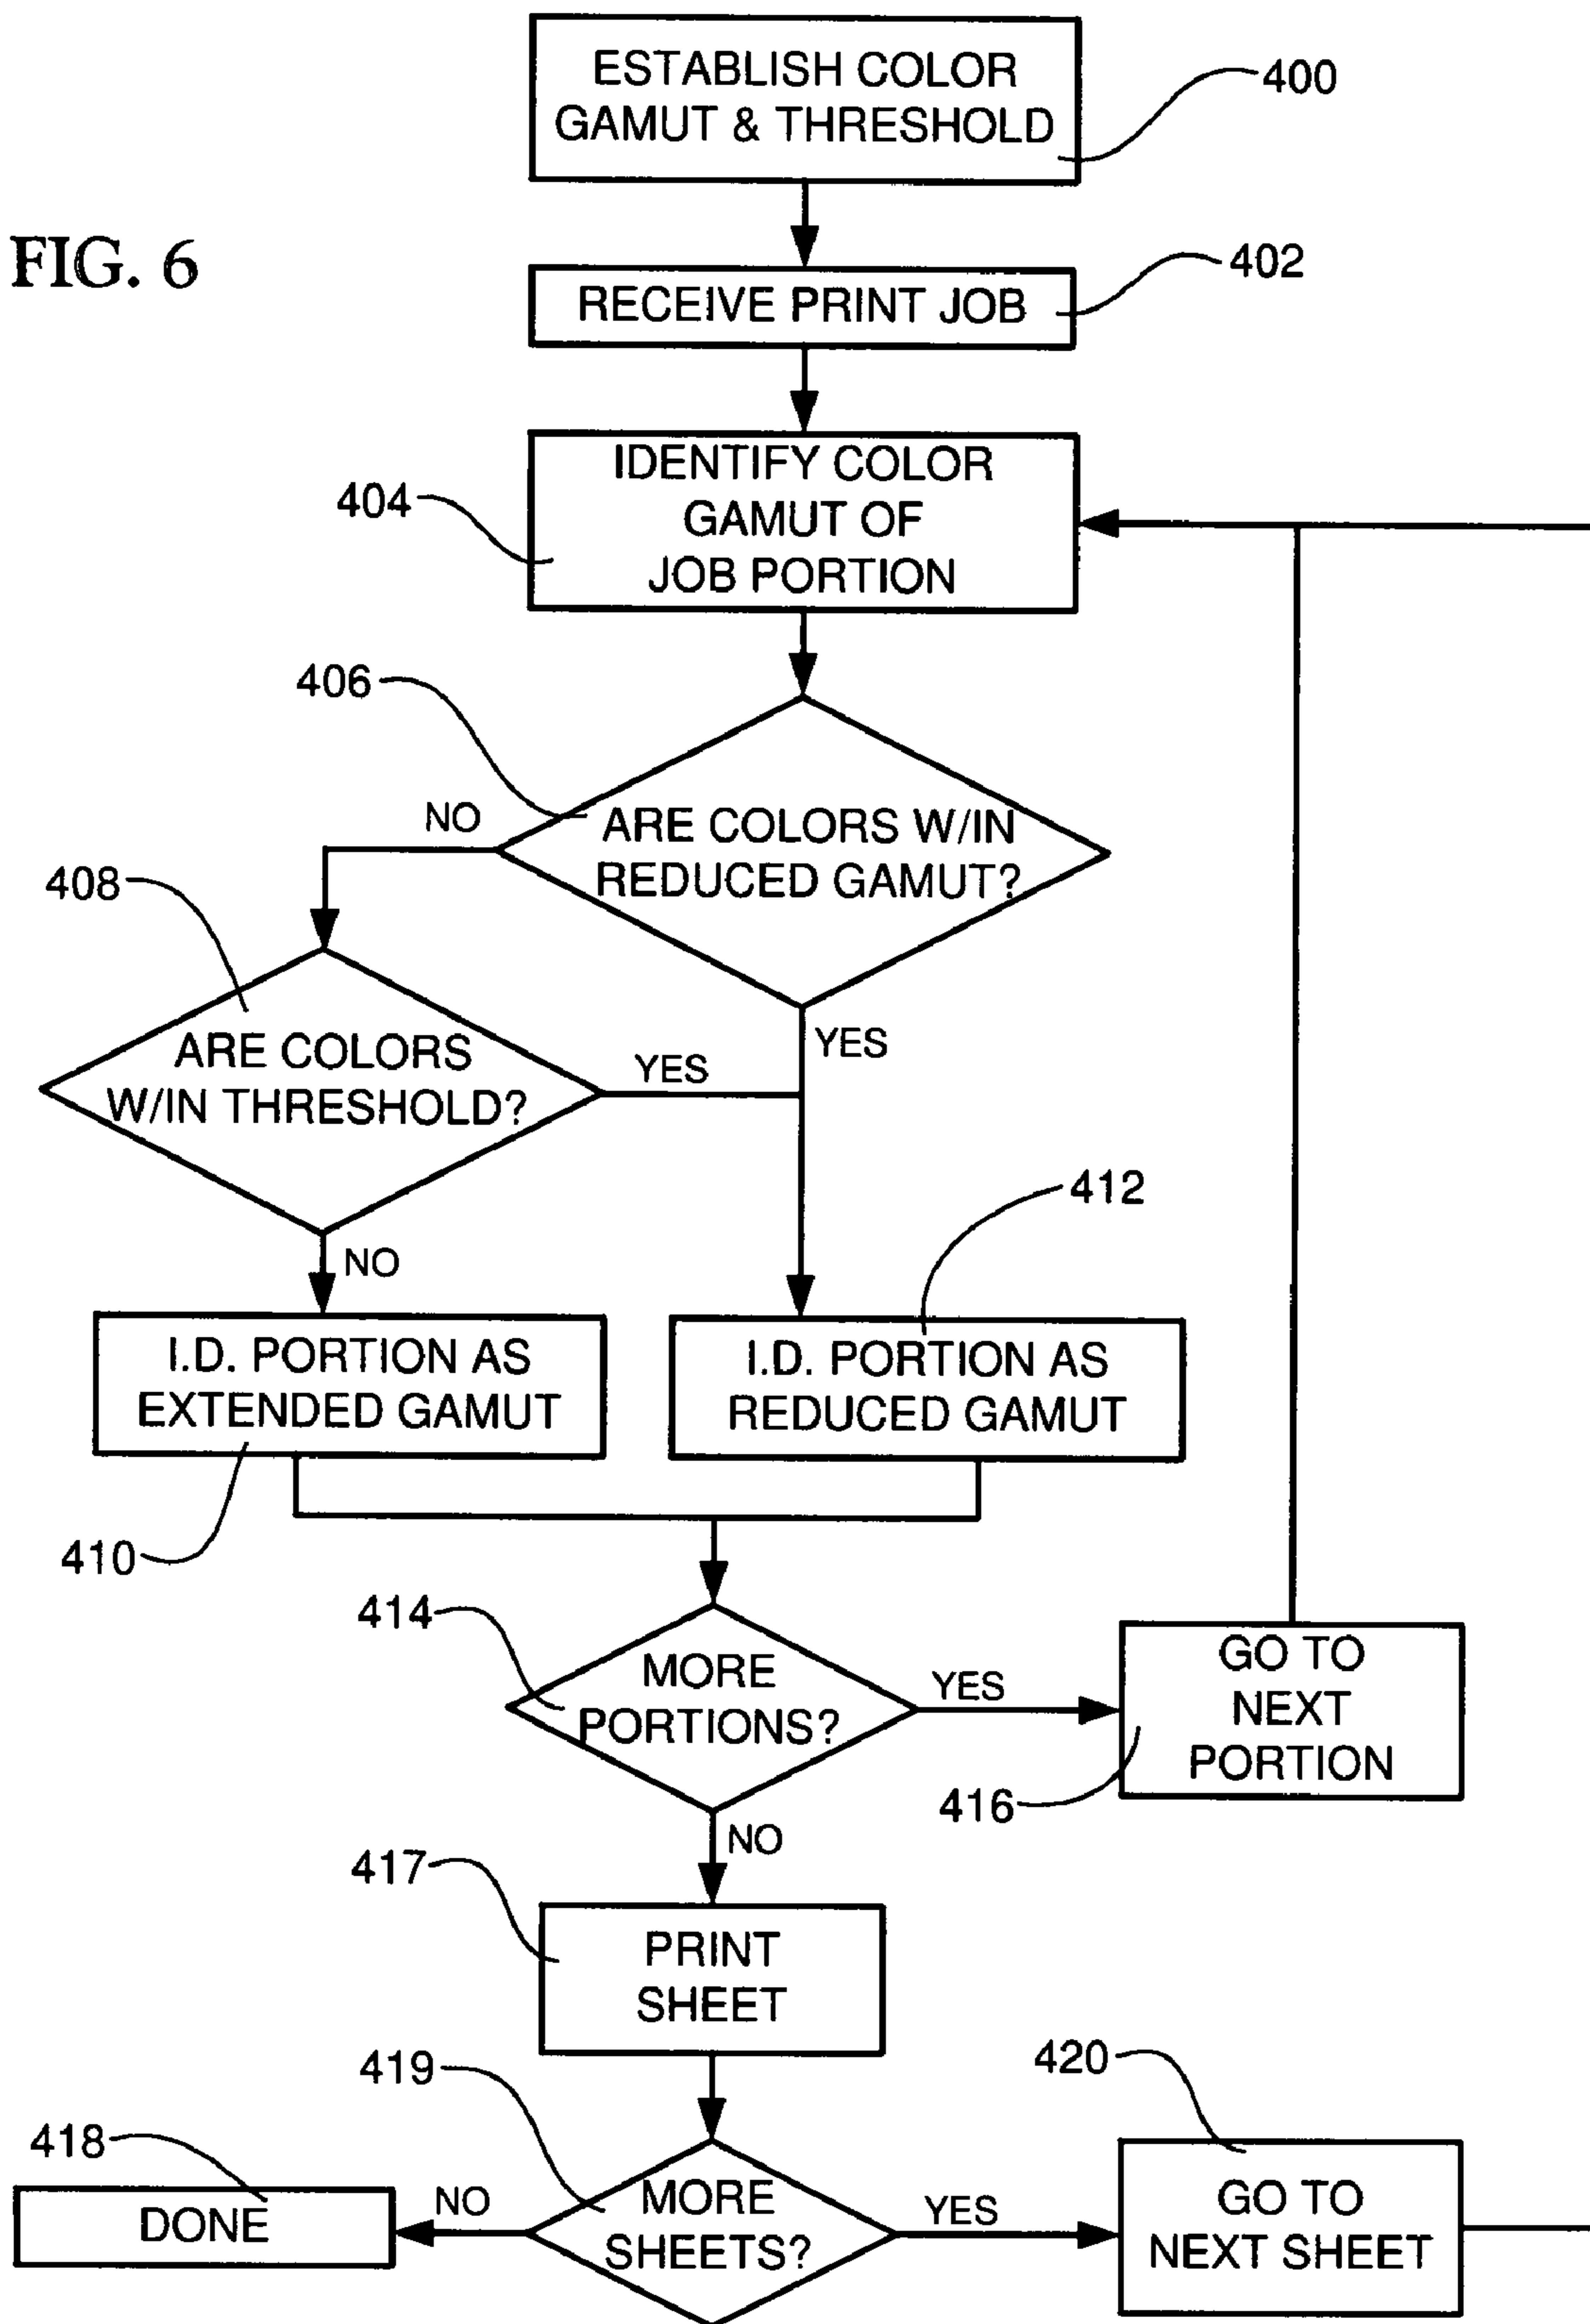 ESTABLISH COLOR
GAMUT & THRESHOLD
400
FIG. 6
RECEIVE PRINT JOB
402
IDENTIFY COLOR
GAMUT OF
JOB PORTION
404
406
ARE COLORS W/IN
REDUCED GAMUT?
NO
YES
408
ARE COLORS
W/IN THRESHOLD?
YES
NO
412
I.D. PORTION AS
EXTENDED GAMUT
I.D. PORTION AS
REDUCED GAMUT
410
414
MORE
PORTIONS?
YES
GO TO
NEXT
PORTION
416
NO
417
PRINT
SHEET
419
420
418
DONE
NO
MORE
SHEETS?
YES
GO TO
NEXT SHEET